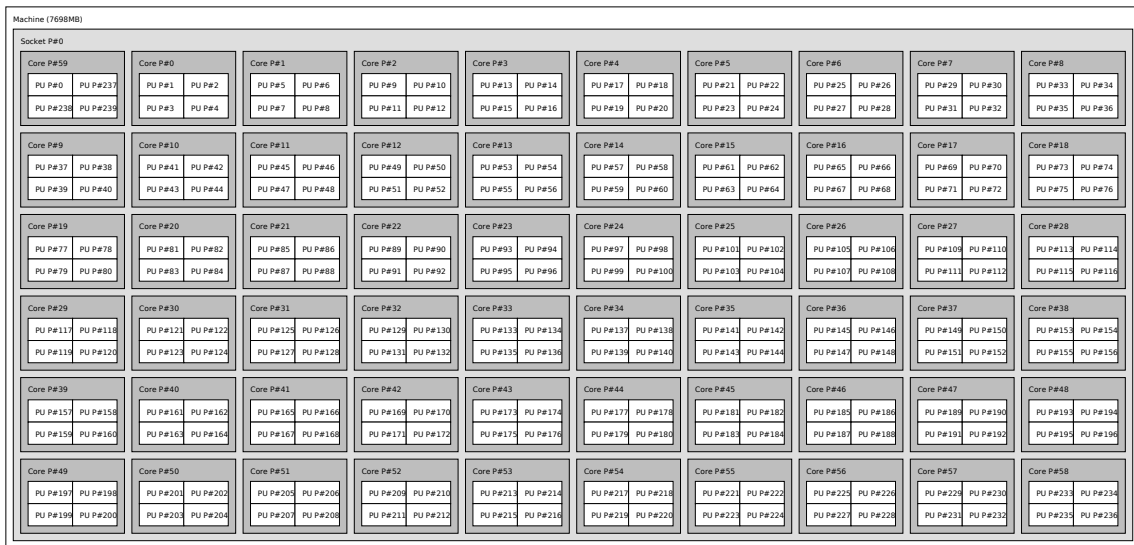 Machine (7698MB)
Socket P#0
Core P#59 Core P#0 Core P#1 Core P#2 Core P#3 Core P#4 Core P#5 Core P#6 Core P#7 Core P#8
PU P#0 PU P#237 PU P#1 PU P#2 PU P#5 PU P#6 PU P#9 PU P#10 PU P#13 PU P#14 PU P#17 PU P#18 PU P#21 PU P#22 PU P#25 PU P#26 PU P#29 PU P#30 PU P#33 PU P#34
PU P#238 PU P#239 PU P#3 PU P#4 PU P#7 PU P#8 PU P#11 PU P#12 PU P#15 PU P#16 PU P#19 PU P#20 PU P#23 PU P#24 PU P#27 PU P#28 PU P#31 PU P#32 PU P#35 PU P#36
Core P#9 Core P#10 Core P#11 Core P#12 Core P#13 Core P#14 Core P#15 Core P#16 Core P#17 Core P#18
PU P#37 PU P#38 PU P#41 PU P#42 PU P#45 PU P#46 PU P#49 PU P#50 PU P#53 PU P#54 PU P#57 PU P#58 PU P#61 PU P#62 PU P#65 PU P#66 PU P#69 PU P#70 PU P#73 PU P#74
PU P#39 PU P#40 PU P#43 PU P#44 PU P#47 PU P#48 PU P#51 PU P#52 PU P#55 PU P#56 PU P#59 PU P#60 PU P#63 PU P#64 PU P#67 PU P#68 PU P#71 PU P#72 PU P#75 PU P#76
Core P#19 Core P#20 Core P#21 Core P#22 Core P#23 Core P#24 Core P#25 Core P#26 Core P#27 Core P#28
PU P#77 PU P#78 PU P#81 PU P#82 PU P#85 PU P#86 PU P#89 PU P#90 PU P#93 PU P#94 PU P#97 PU P#98 PU P#101 PU P#102 PU P#105 PU P#106 PU P#109 PU P#110 PU P#113 PU P#114
PU P#79 PU P#80 PU P#83 PU P#84 PU P#87 PU P#88 PU P#91 PU P#92 PU P#95 PU P#96 PU P#99 PU P#100 PU P#103 PU P#104 PU P#107 PU P#108 PU P#111 PU P#112 PU P#115 PU P#116
Core P#29 Core P#30 Core P#31 Core P#32 Core P#33 Core P#34 Core P#35 Core P#36 Core P#37 Core P#38
PU P#117 PU P#118 PU P#121 PU P#122 PU P#125 PU P#126 PU P#129 PU P#130 PU P#133 PU P#134 PU P#137 PU P#138 PU P#141 PU P#142 PU P#145 PU P#146 PU P#149 PU P#150 PU P#153 PU P#154
PU P#119 PU P#120 PU P#123 PU P#124 PU P#127 PU P#128 PU P#131 PU P#132 PU P#135 PU P#136 PU P#139 PU P#140 PU P#143 PU P#144 PU P#147 PU P#148 PU P#151 PU P#152 PU P#155 PU P#156
Core P#39 Core P#40 Core P#41 Core P#42 Core P#43 Core P#44 Core P#45 Core P#46 Core P#47 Core P#48
PU P#157 PU P#158 PU P#161 PU P#162 PU P#165 PU P#166 PU P#169 PU P#170 PU P#173 PU P#174 PU P#177 PU P#178 PU P#181 PU P#182 PU P#185 PU P#186 PU P#189 PU P#190 PU P#193 PU P#194
PU P#159 PU P#160 PU P#163 PU P#164 PU P#167 PU P#168 PU P#171 PU P#172 PU P#175 PU P#176 PU P#179 PU P#180 PU P#183 PU P#184 PU P#187 PU P#188 PU P#191 PU P#192 PU P#195 PU P#196
Core P#49 Core P#50 Core P#51 Core P#52 Core P#53 Core P#54 Core P#55 Core P#56 Core P#57 Core P#58
PU P#197 PU P#198 PU P#201 PU P#202 PU P#205 PU P#206 PU P#209 PU P#210 PU P#213 PU P#214 PU P#217 PU P#218 PU P#221 PU P#222 PU P#225 PU P#226 PU P#229 PU P#230 PU P#233 PU P#234
PU P#199 PU P#200 PU P#203 PU P#204 PU P#207 PU P#208 PU P#211 PU P#212 PU P#215 PU P#216 PU P#219 PU P#220 PU P#223 PU P#224 PU P#227 PU P#228 PU P#231 PU P#232 PU P#235 PU P#236